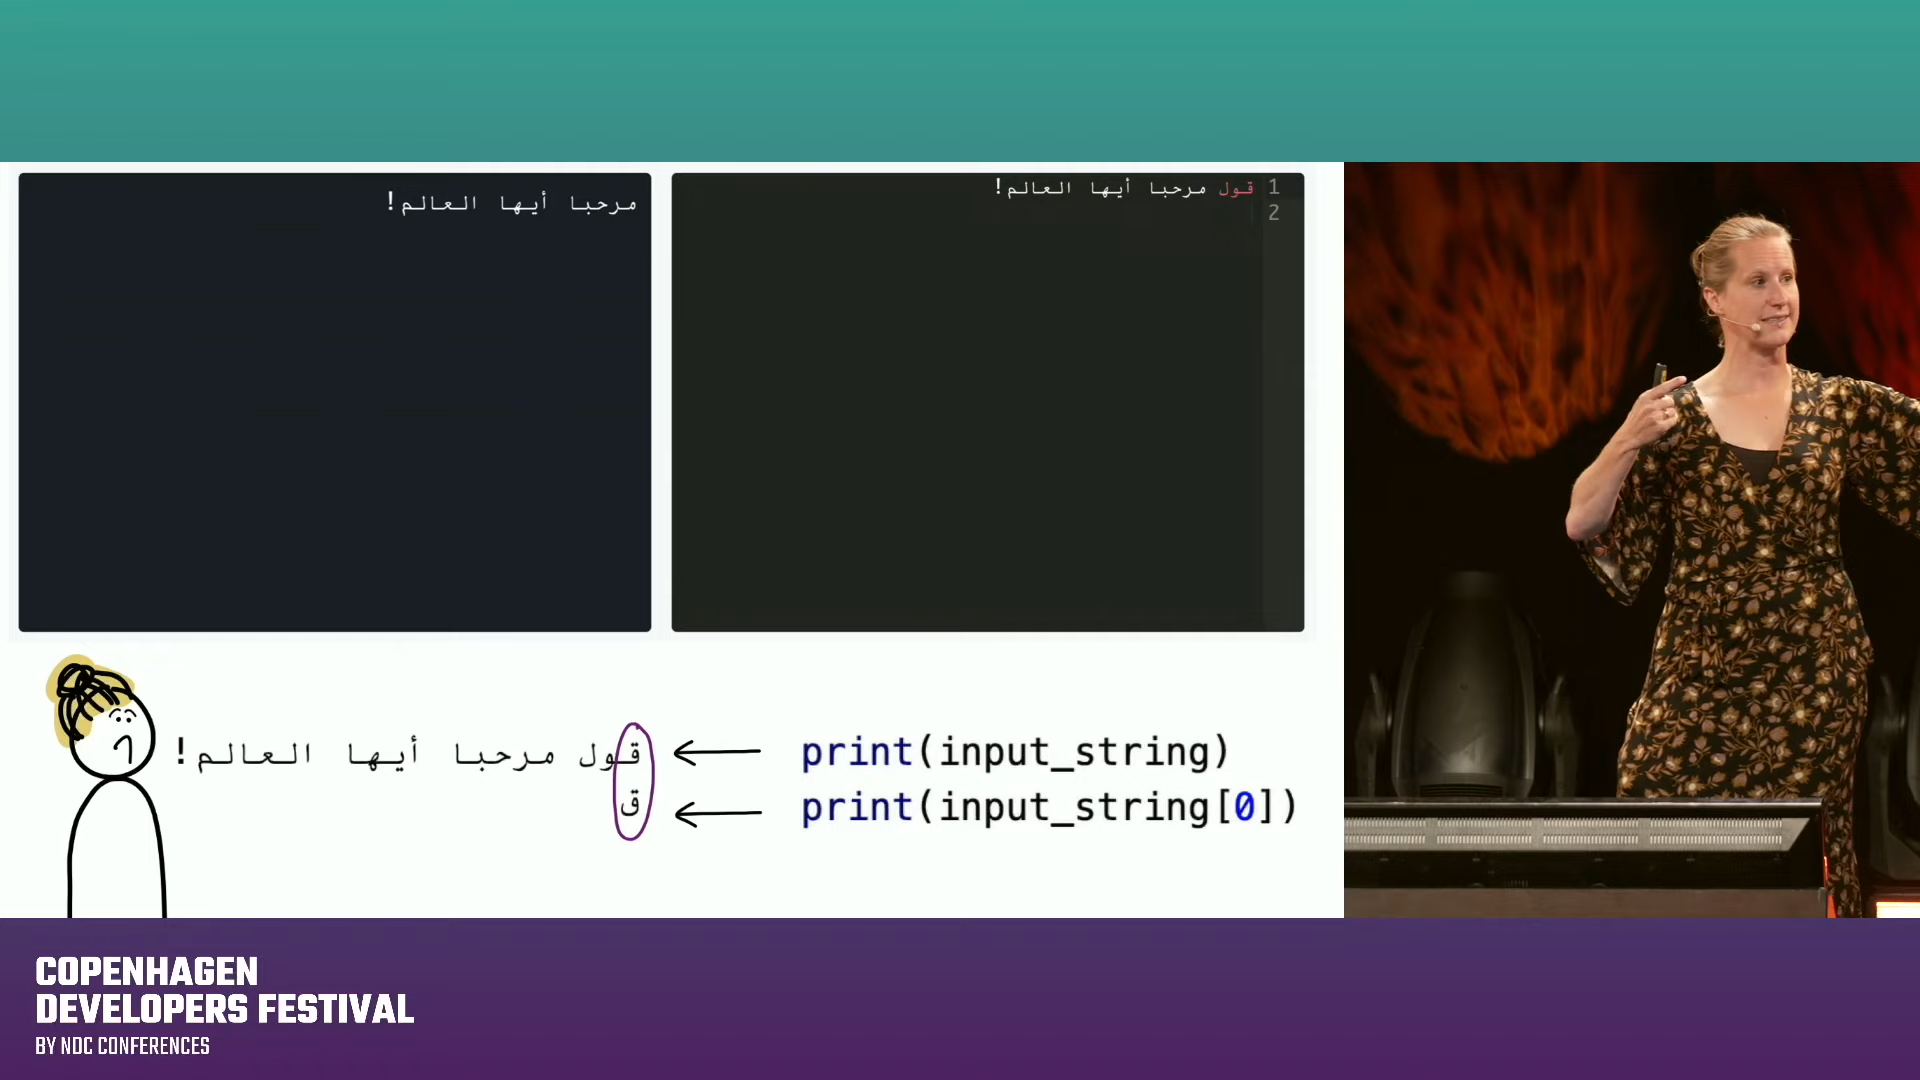 مرحبا أيها العالم!
1 قول مرحبا أيها العالم!
2
قول مرحبا أيها العالم!
ق
print(input_string)
print(input_string[0])
COPENHAGEN
DEVELOPERS FESTIVAL
BY NDC CONFERENCES